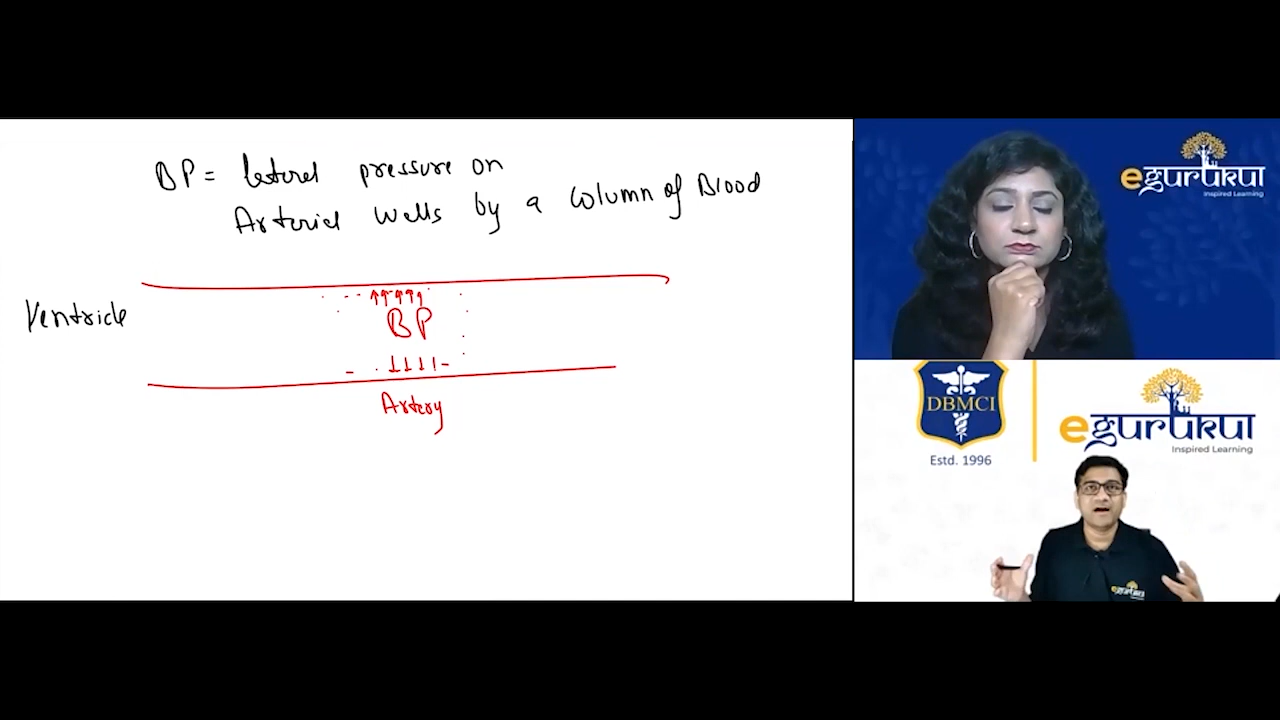 BP = lateral pressure on
Arterial walls by a column of Blood
Ventricle
BP
Artery
egurukul
Inspired Learning
DBMCI
Estd. 1996
egurukul
Inspired Learning
egurukul